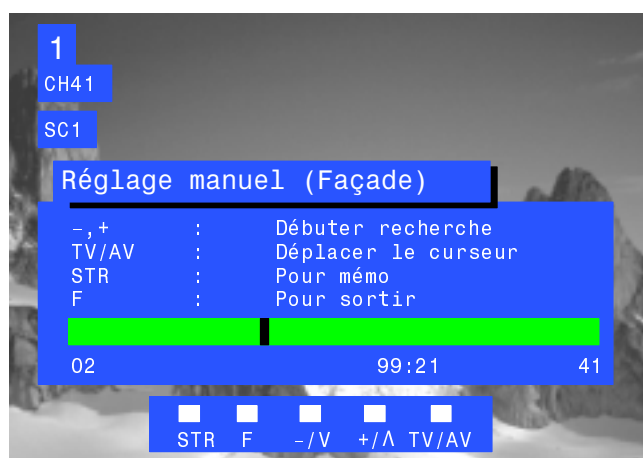 1
CH41
SC1
Réglage manuel (Façade)
–,+ : Débuter recherche
TV/AV : Déplacer le curseur
STR : Pour mémo
F : Pour sortir
02 99:21 41
STR F –/V +/Λ TV/AV